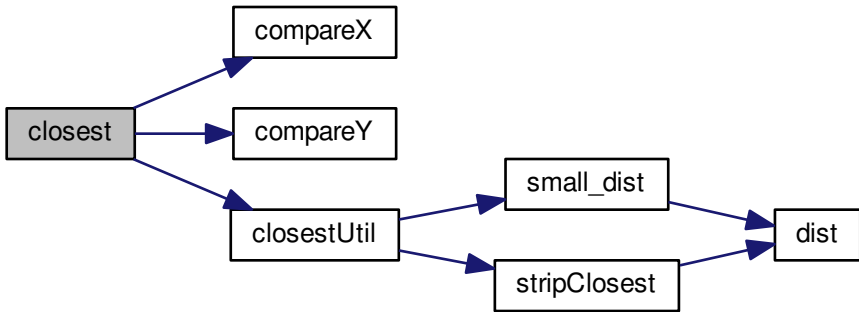 compareX
closest
compareY
closestUtil
small_dist
stripClosest
dist